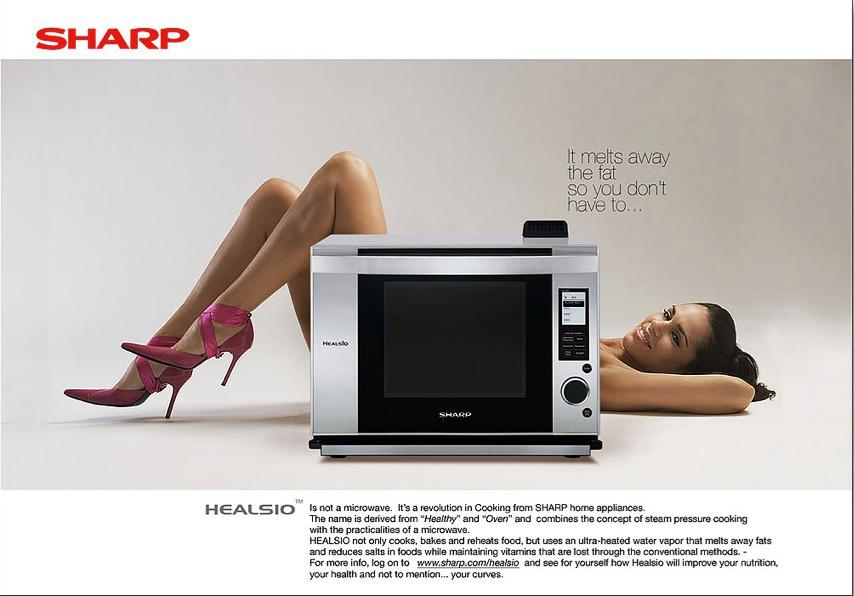 SHARP
It melts away
the fat
so you don't
have to...
HEALSIO
SHARP
HEALSIO™ Is not a microwave. It's a revolution in Cooking from SHARP home appliances.
The name is derived from "Healthy" and "Oven" and combines the concept of steam pressure cooking
with the practicalities of a microwave.
HEALSIO not only cooks, bakes and reheats food, but uses an ultra-heated water vapor that melts away fats
and reduces salts in foods while maintaining vitamins that are lost through the conventional methods. -
For more info, log on to www.sharp.com/healsio and see for yourself how Healsio will improve your nutrition,
your health and not to mention... your curves.